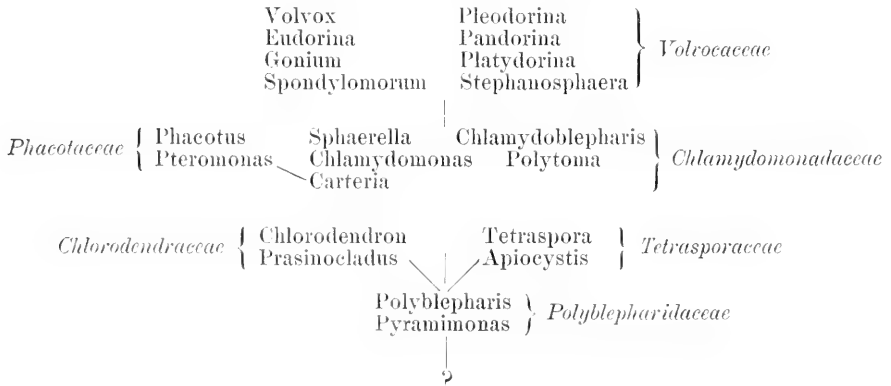 Volvox Pleodorina
Eudorina Pandorina
Gonium Platydorina
Spondylomorum Stephanosphaera
Volvocaceae
Phacotaceae
Phacotus Sphaerella Chlamydoblepharis
Pteromonas Chlamydomonas Polytoma
Carteria
Chlamydomonadaceae
Chlorodendraceae
Chlorodendron Tetraspora
Prasinocladus Apiocystis
Tetrasporaceae
Polyblepharis
Pyramimonas
Polyblepharidaceae
?